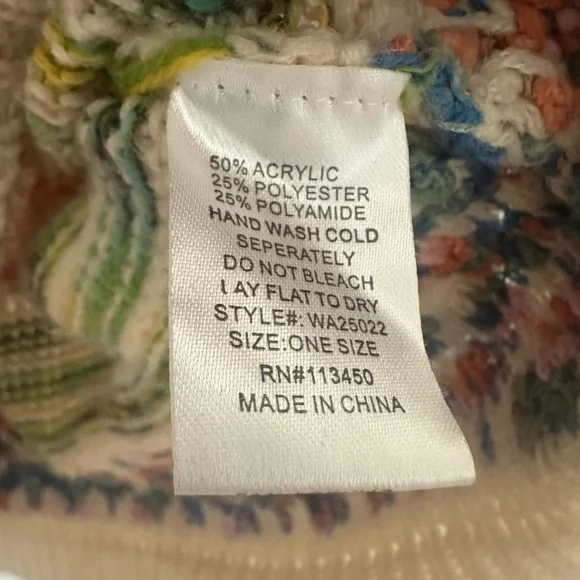 50% ACRYLIC
25% POLYESTER
25% POLYAMIDE
HAND WASH COLD
SEPERATELY
DO NOT BLEACH
LAY FLAT TO DRY
STYLE#: WA25022
SIZE:ONE SIZE
RN#113450
MADE IN CHINA